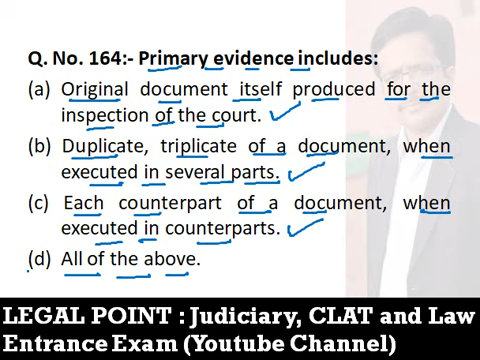 Q. No. 164:- Primary evidence includes:
(a) Original document itself produced for the
inspection of the court.
(b) Duplicate, triplicate of a document, when
executed in several parts.
(c) Each counterpart of a document, when
executed in counterparts.
(d) All of the above.
LEGAL POINT : Judiciary, CLAT and Law
Entrance Exam (Youtube Channel)